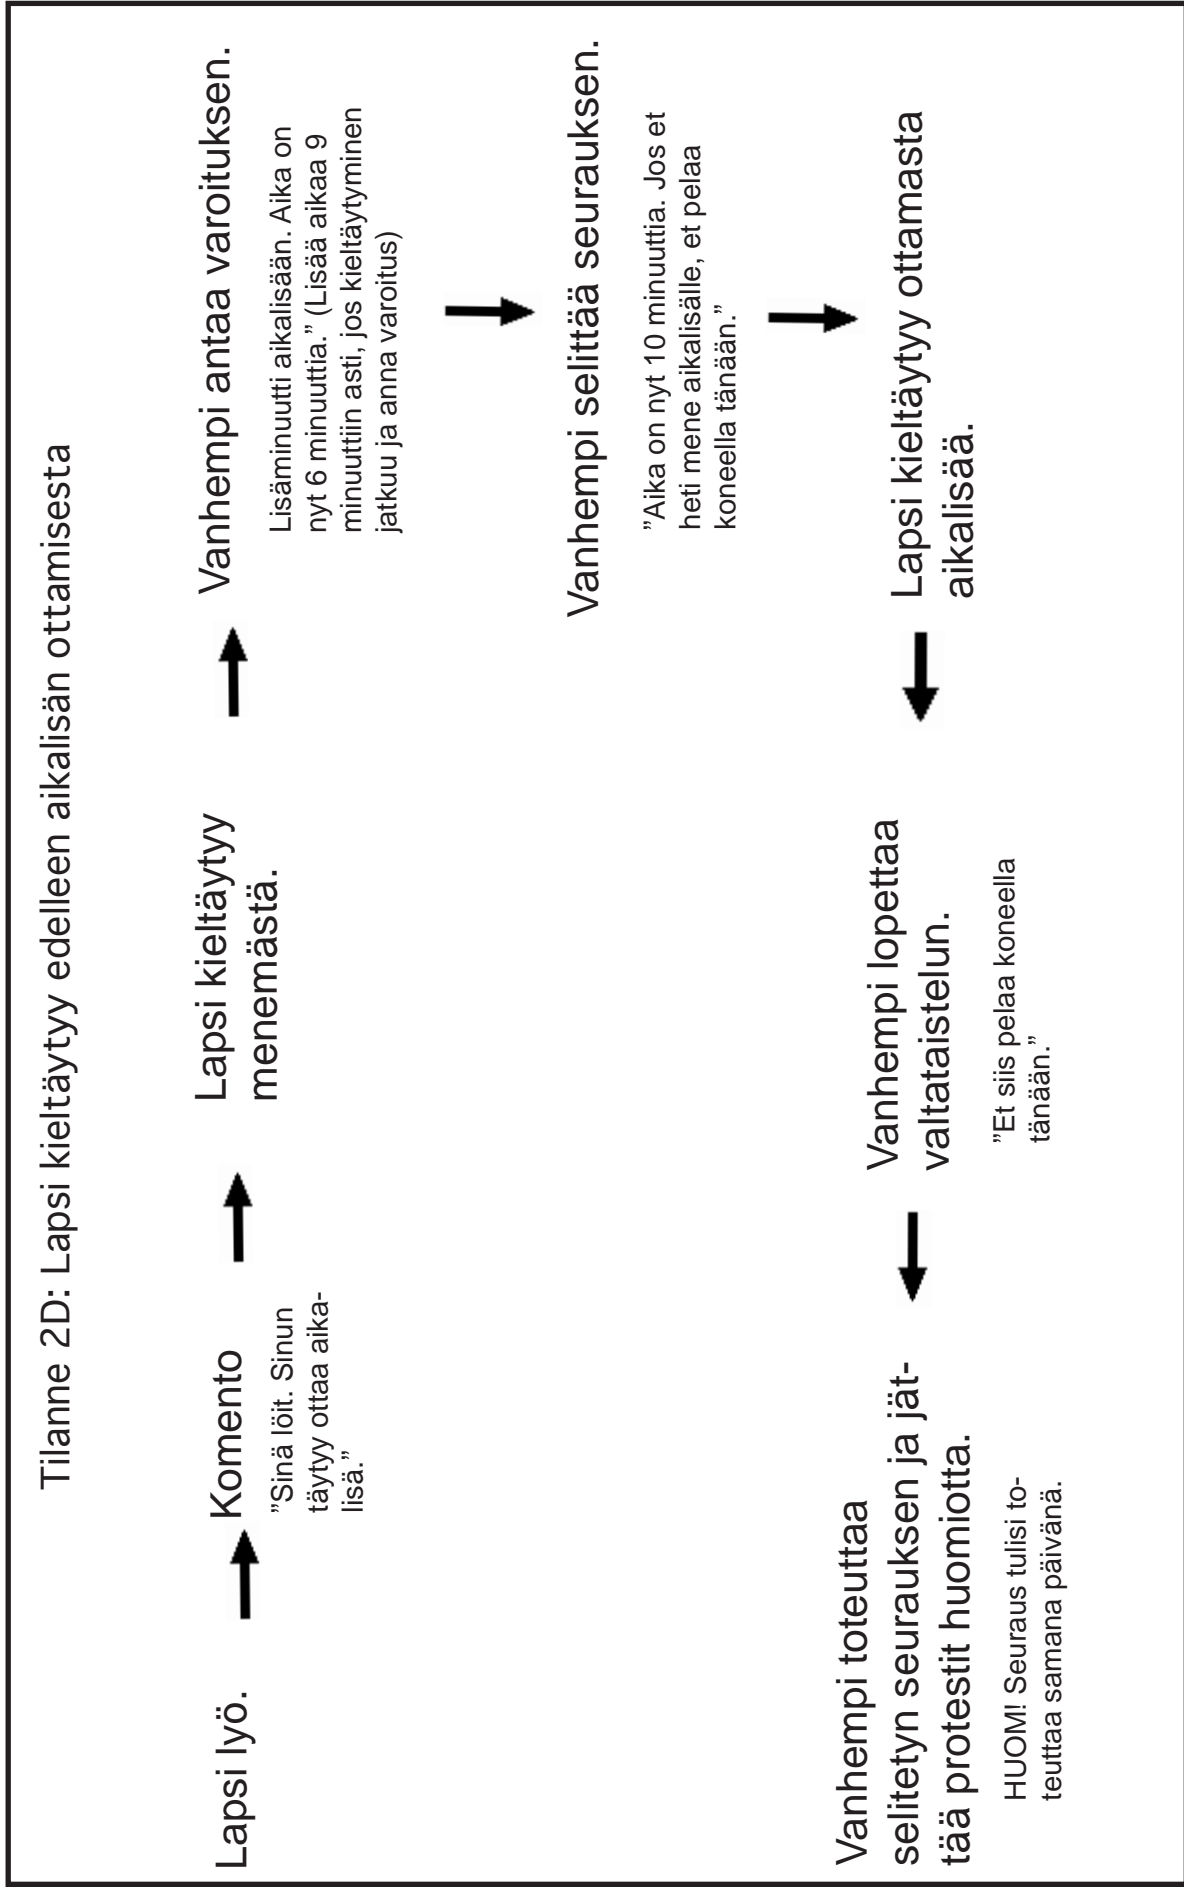 Tilanne 2D: Lapsi kieltäytyy edelleen aikalisän ottamisesta
Lapsi lyö.
Komento
”Sinä löit. Sinun
täytyy ottaa aika-
lisä.”
Lapsi kieltäytyy
menemästä.
Vanhempi antaa varoituksen.
Lisäminuutti aikalisään. Aika on
nyt 6 minuuttia.” (Lisää aikaa 9
minuuttiin asti, jos kieltäytyminen
jatkuu ja anna varoitus)
Vanhempi selittää seurauksen.
”Aika on nyt 10 minuuttia. Jos et
heti mene aikalisälle, et pelaa
koneella tänään.”
Lapsi kieltäytyy ottamasta
aikalisää.
Vanhempi lopettaa
valtataistelun.
”Et siis pelaa koneella
tänään.”
Vanhempi toteuttaa
selitetyn seurauksen ja jät-
tää protestit huomiotta.
HUOM! Seuraus tulisi to-
teuttaa samana päivänä.